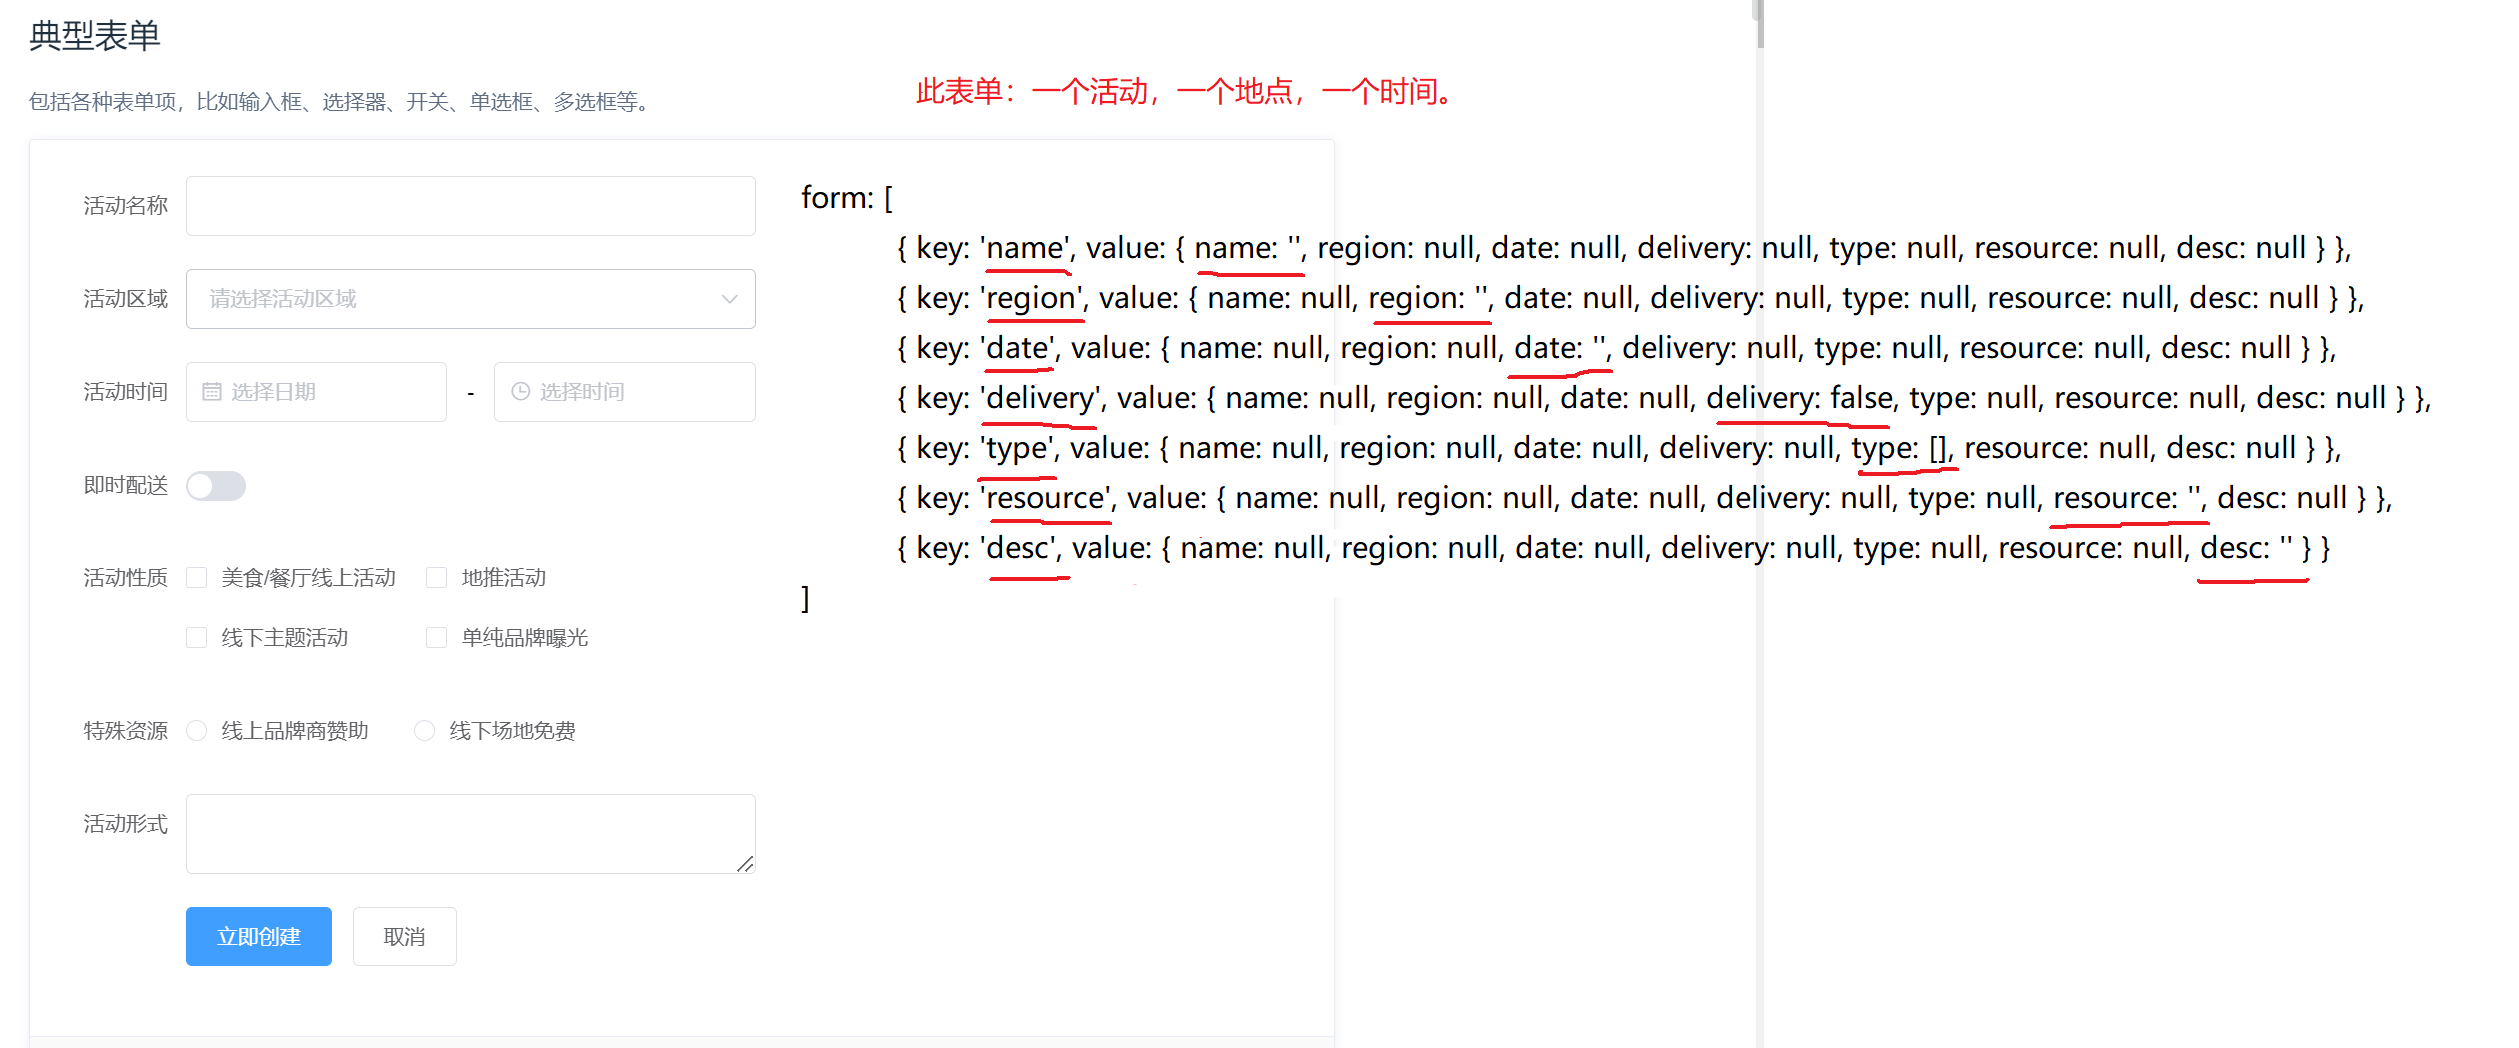 典型表单
包括各种表单项，比如输入框、选择器、开关、单选框、多选框等。
此表单：一个活动，一个地点，一个时间。
活动名称
活动区域 请选择活动区域
活动时间 选择日期 - 选择时间
即时配送
活动性质 美食/餐厅线上活动 地推活动
线下主题活动 单纯品牌曝光
特殊资源 线上品牌商赞助 线下场地免费
活动形式
立即创建 取消
form: [
{ key: 'name', value: { name: '', region: null, date: null, delivery: null, type: null, resource: null, desc: null } },
{ key: 'region', value: { name: null, region: '', date: null, delivery: null, type: null, resource: null, desc: null } },
{ key: 'date', value: { name: null, region: null, date: '', delivery: null, type: null, resource: null, desc: null } },
{ key: 'delivery', value: { name: null, region: null, date: null, delivery: false, type: null, resource: null, desc: null } },
{ key: 'type', value: { name: null, region: null, date: null, delivery: null, type: [], resource: null, desc: null } },
{ key: 'resource', value: { name: null, region: null, date: null, delivery: null, type: null, resource: '', desc: null } },
{ key: 'desc', value: { name: null, region: null, date: null, delivery: null, type: null, resource: null, desc: '' } }
]